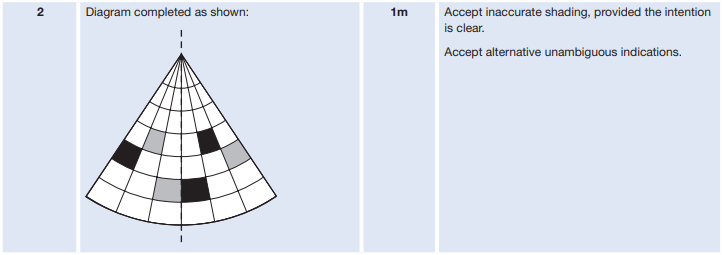 2
Diagram completed as shown:
1m
Accept inaccurate shading, provided the intention
is clear.
Accept alternative unambiguous indications.